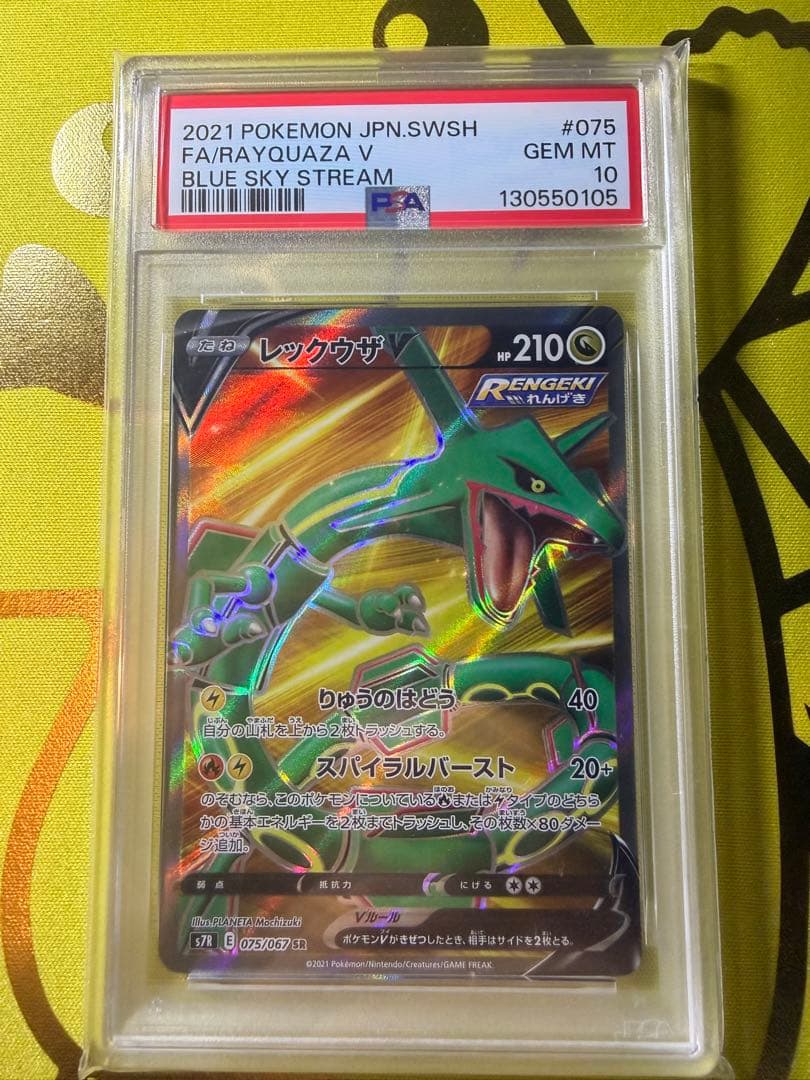 2021 POKEMON JPN.SWSH #075
FA/RAYQUAZA V GEM MT
BLUE SKY STREAM 10
PSA 130550105
たね レックウザV HP 210
RENGEKI
れんげき
りゅうのはどう 40
自分の山札を上から2枚トラッシュする。
スパイラルバースト 20+
のぞむなら、このポケモンについているまたはタイプのどちら
かの基本エネルギーを2枚までトラッシュし、その枚数×80ダメー
ジ追加。
弱点 抵抗力 にげる
Illus. PLANETA Mochizuki
Vルール
ポケモンVがきぜつしたとき、相手はサイドを2枚とる。
s7R E 075/067 SR
©2021 Pokémon/Nintendo/Creatures/GAME FREAK